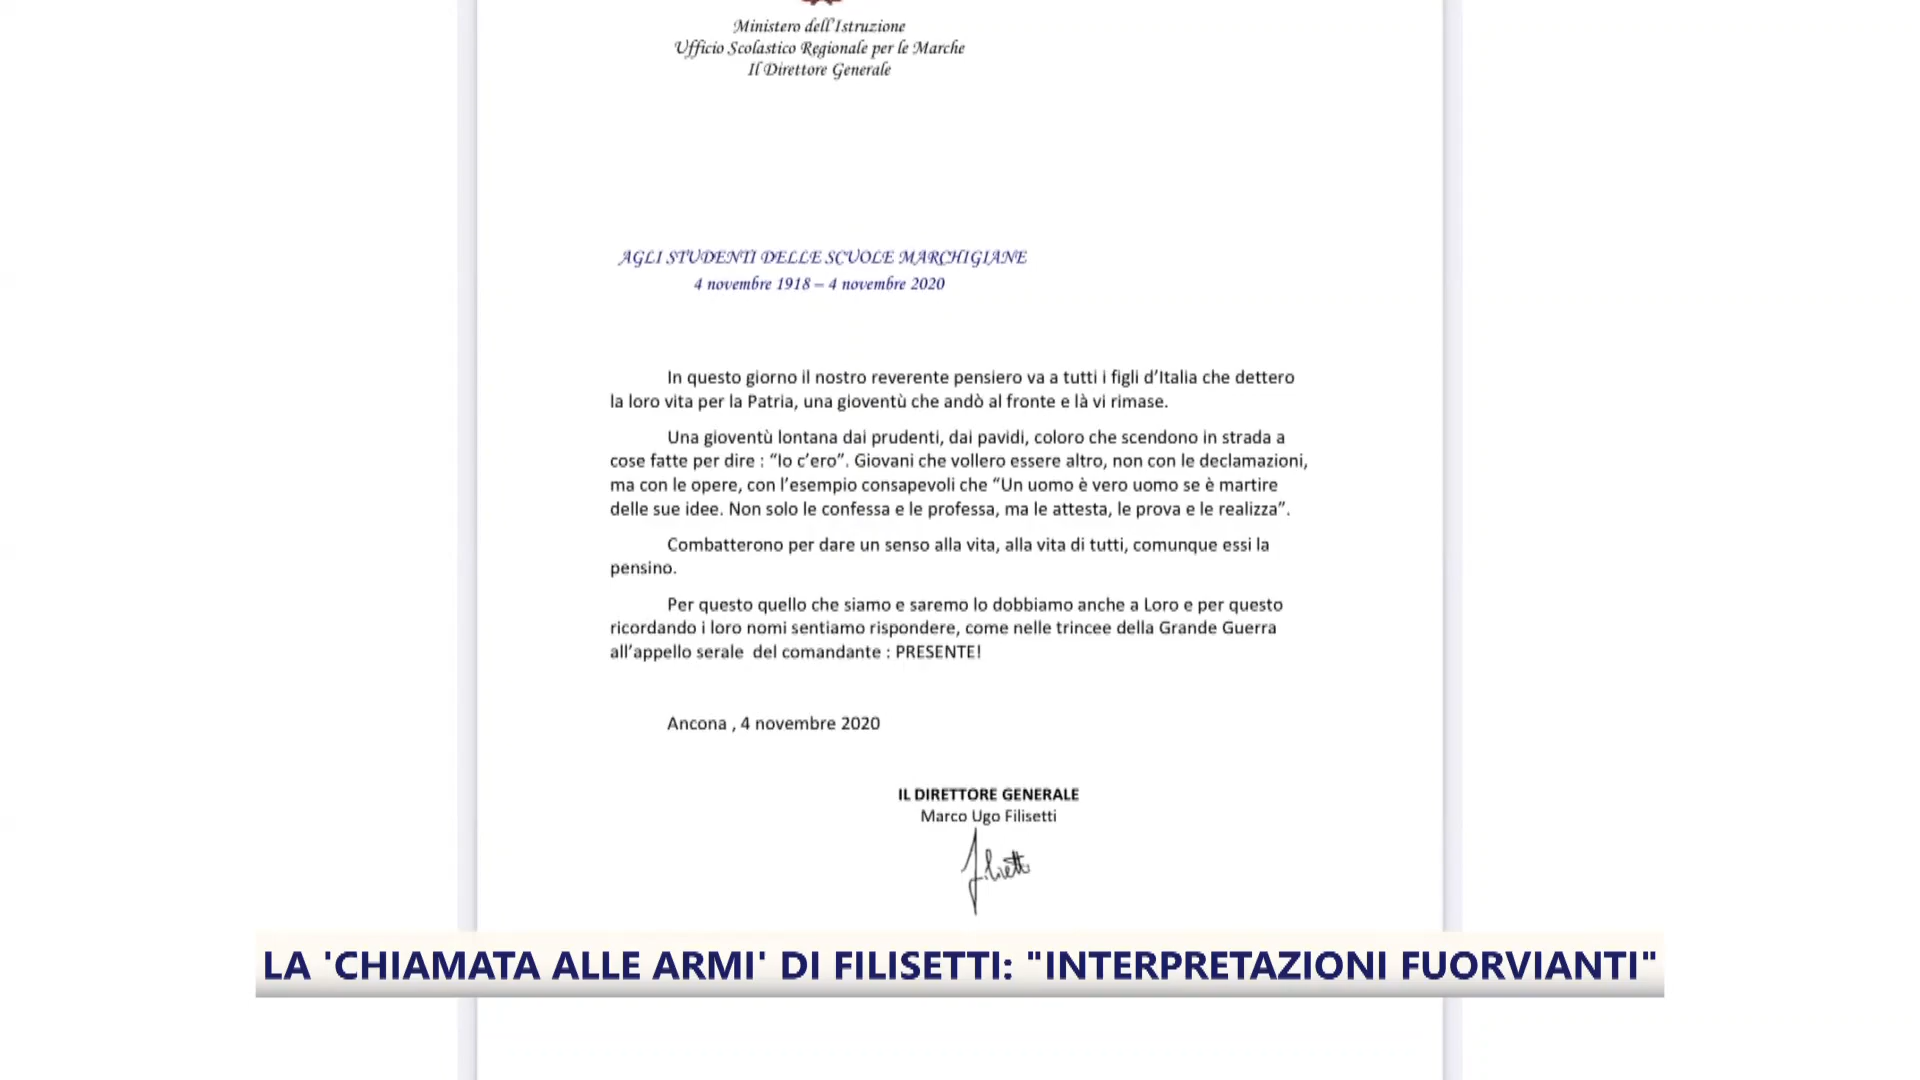 Ministero dell'Istruzione
Ufficio Scolastico Regionale per le Marche
Il Direttore Generale
AGLI STUDENTI DELLE SCUOLE MARCHIGIANE
4 novembre 1918 – 4 novembre 2020
In questo giorno il nostro reverente pensiero va a tutti i figli d'Italia che dettero
la loro vita per la Patria, una gioventù che andò al fronte e là vi rimase.
Una gioventù lontana dai prudenti, dai pavidi, coloro che scendono in strada a
cose fatte per dire : “Io c'ero”. Giovani che vollero essere altro, non con le declamazioni,
ma con le opere, con l'esempio consapevoli che “Un uomo è vero uomo se è martire
delle sue idee. Non solo le confessa e le professa, ma le attesta, le prova e le realizza”.
Combatterono per dare un senso alla vita, alla vita di tutti, comunque essi la
pensino.
Per questo quello che siamo e saremo lo dobbiamo anche a Loro e per questo
ricordando i loro nomi sentiamo rispondere, come nelle trincee della Grande Guerra
all'appello serale  del comandante : PRESENTE!
Ancona , 4 novembre 2020
IL DIRETTORE GENERALE
Marco Ugo Filisetti
Filisetti
LA 'CHIAMATA ALLE ARMI' DI FILISETTI: "INTERPRETAZIONI FUORVIANTI"